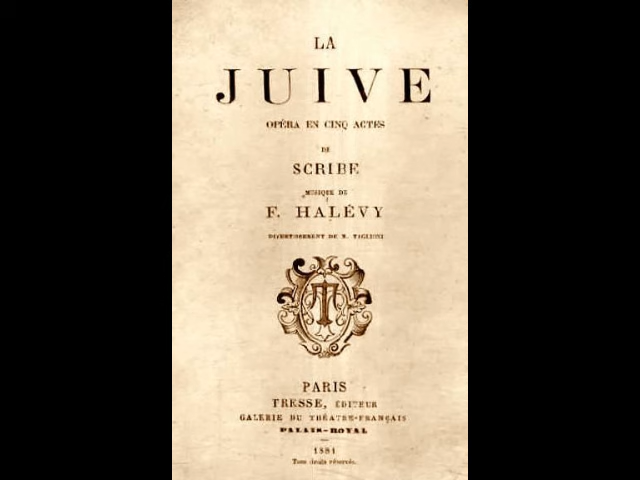 LA
JUIVE
OPÉRA EN CINQ ACTES
DE
SCRIBE
MUSIQUE DE
F. HALÉVY
DIVERTISSEMENT DE M. TAGLIONI
T
PARIS
TRESSE, ÉDITEUR
GALERIE DU THÉATRE-FRANÇAIS
PALAIS-ROYAL
1881
Tous droits réservés.